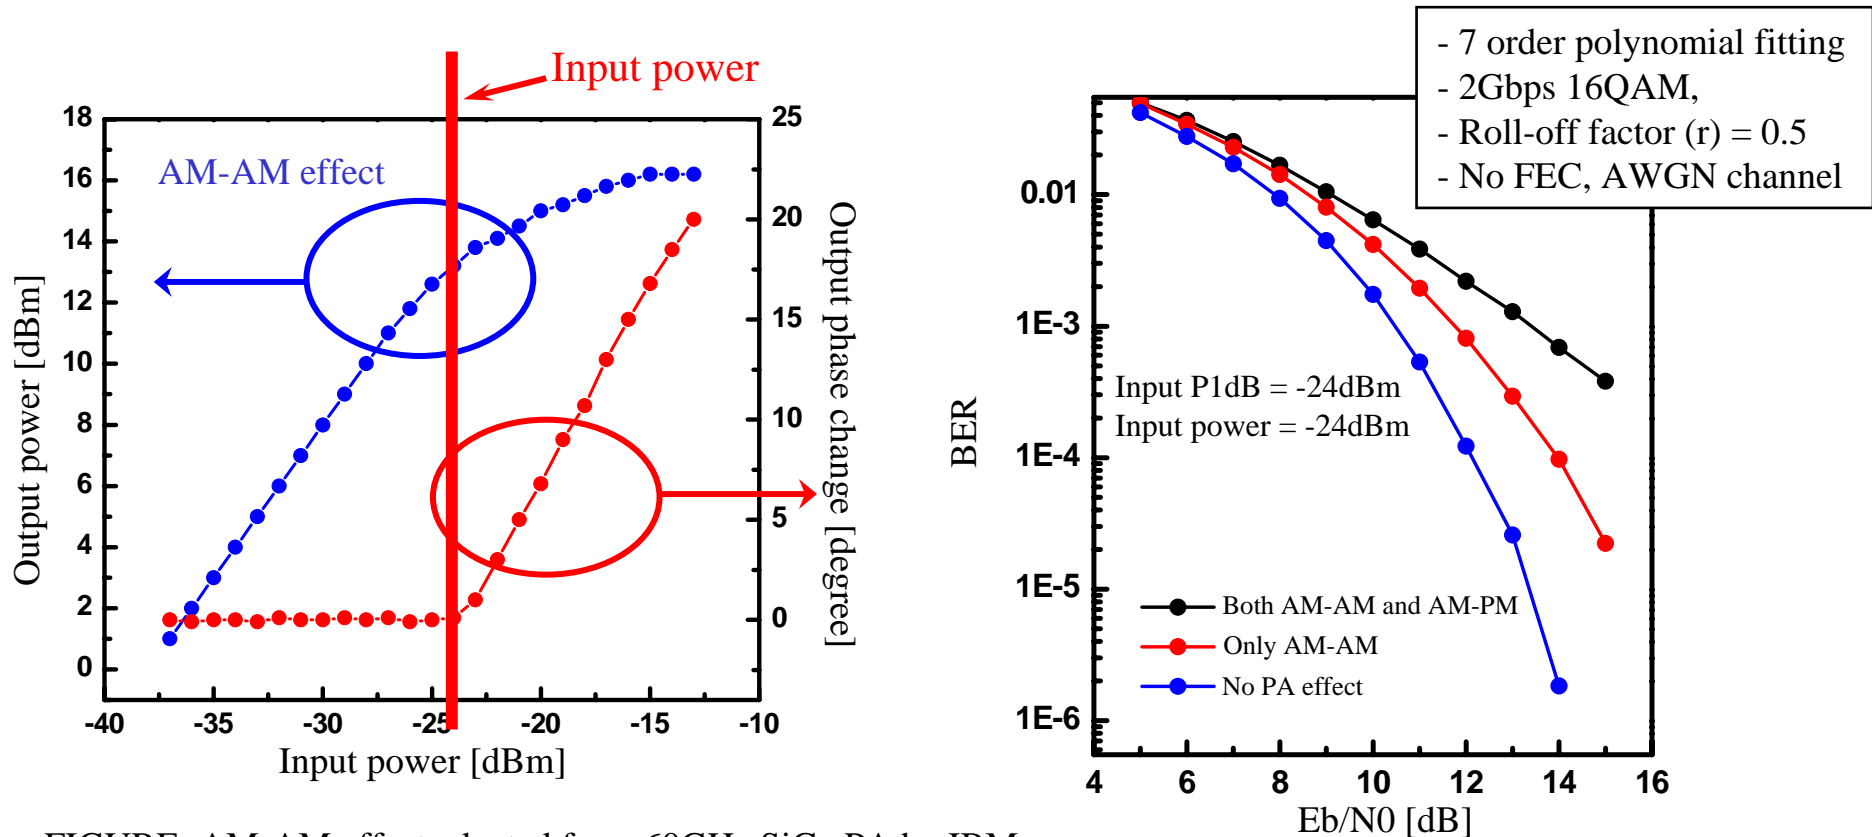 Input power
18
16
14
12
10
8
6
4
2
0
Output power [dBm]
AM-AM effect
25
20
15
10
5
0
Output phase change [degree]
-40
-35
-30
-25
-20
-15
-10
Input power [dBm]
- 7 order polynomial fitting
- 2Gbps 16QAM,
- Roll-off factor (r) = 0.5
- No FEC, AWGN channel
0.01
1E-3
1E-4
1E-5
1E-6
BER
Input P1dB = -24dBm
Input power = -24dBm
Both AM-AM and AM-PM
Only AM-AM
No PA effect
4
6
8
10
12
14
16
Eb/N0 [dB]